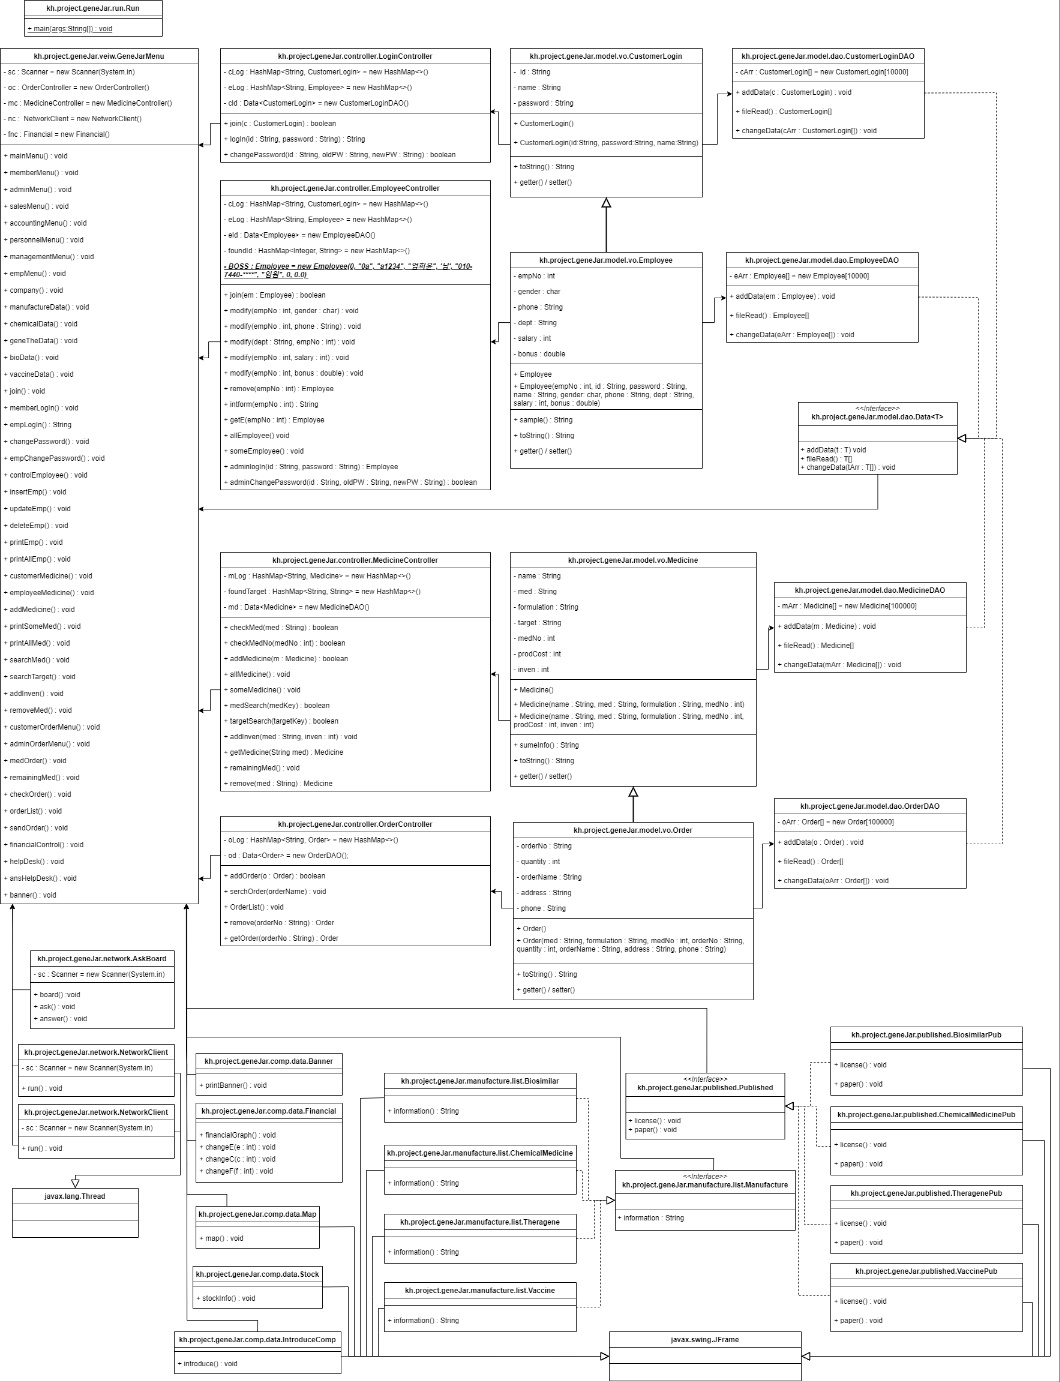 kh.project.geneJar.run.Run
+ main(args:String[]) : void
kh.project.geneJar.veiw.GeneJarMenu
- sc : Scanner = new Scanner(System.in)
- oc : OrderController = new OrderController()
- mc : MedicineController = new MedicineController()
- nc : NetworkClient = new NetworkClient()
- fnc : Financial = new Financial()
+ mainMenu() : void
+ memberMenu() : void
+ adminMenu() : void
+ salesMenu() : void
+ accountingMenu() : void
+ personnelMenu() : void
+ managementMenu() : void
+ empMenu() : void
+ company() : void
+ manufactureData() : void
+ chemicalData() : void
+ geneTheData() : void
+ bioData() : void
+ vaccineData() : void
+ join() : void
+ memberLogIn() : void
+ empLogIn() : String
+ changePassword() : void
+ empChangePassword() : void
+ controlEmployee() : void
+ insertEmp() : void
+ updateEmp() : void
+ deleteEmp() : void
+ printEmp() : void
+ printAllEmp() : void
+ customerMedicine() : void
+ employeeMedicine() : void
+ addMedicine() : void
+ printSomeMed() : void
+ printAllMed() : void
+ searchMed() : void
+ searchTarget() : void
+ addInven() : void
+ removeMed() : void
+ customerOrderMenu() : void
+ adminOrderMenu() : void
+ medOrder() : void
+ remainingMed() : void
+ checkOrder() : void
+ orderList() : void
+ sendOrder() : void
+ financialControl() : void
+ helpDesk() : void
+ ansHelpDesk() : void
+ banner() : void
kh.project.geneJar.controller.LoginController
- cLog : HashMap<String, CustomerLogin> = new HashMap<>()
- eLog : HashMap<String, Employee> = new HashMap<>()
- cld : Data<CustomerLogin> = new CustomerLoginDAO()
+ join(c : CustomerLogin) : boolean
+ logIn(id : String, password : String) : String
+ changePassword(id : String, oldPW : String, newPW : String) : boolean
kh.project.geneJar.model.vo.CustomerLogin
- id : String
- name : String
- password : String
+ CustomerLogin()
+ CustomerLogin(id:String, password:String, name:String)
+ toString() : String
+ getter() / setter()
kh.project.geneJar.model.dao.CustomerLoginDAO
- cArr : CustomerLogin[] = new CustomerLogin[10000]
+ addData(c : CustomerLogin) : void
+ fileRead() : CustomerLogin[]
+ changeData(cArr : CustomerLogin[]) : void
kh.project.geneJar.controller.EmployeeController
- cLog : HashMap<String, CustomerLogin> = new HashMap<>()
- eLog : HashMap<String, Employee> = new HashMap<>()
- eld : Data<Employee> = new EmployeeDAO()
- foundId : HashMap<Integer, String> = new HashMap<>()
- BOSS : Employee = new Employee(0, "0a", "a1234", '남', "010-
7440-****", "임원", 0, 0.0)
+ join(em : Employee) : boolean
+ modify(empNo : int, gender : char) : void
+ modify(empNo : int, phone : String) : void
+ modify(dept : String, empNo : int) : void
+ modify(empNo : int, salary : int) : void
+ modify(empNo : int, bonus : double) : void
+ remove(empNo : int) : Employee
+ intform(empNo : int) : String
+ getE(empNo : int) : Employee
+ allEmployee() void
+ someEmployee() : void
+ adminlogin(id : String, password : String) : Employee
+ adminChangePassword(id : String, oldPW : String, newPW : String) : boolean
kh.project.geneJar.model.vo.Employee
- empNo : int
- gender : char
- phone : String
- dept : String
- salary : int
- bonus : double
+ Employee
+ Employee(empNo : int, id : String, password : String,
name : String, gender: char, phone : String, dept : String,
salary : int, bonus : double)
+ sample() : String
+ toString() : String
+ getter() / setter()
kh.project.geneJar.model.dao.EmployeeDAO
- eArr : Employee[] = new Employee[10000]
+ addData(em : Employee) : void
+ fileRead() : Employee[]
+ changeData(eArr : Employee[]) : void
<<Interface>>
kh.project.geneJar.model.dao.Data<T>
+ addData(t : T) void
+ fileRead() : T[]
+ changeData(tArr : T[]) : void
kh.project.geneJar.controller.MedicineController
- mLog : HashMap<String, Medicine> = new HashMap<>()
- foundTarget : HashMap<String, String> = new HashMap<>()
- md : Data<Medicine> = new MedicineDAO()
+ checkMed(med : String) : boolean
+ checkMedNo(medNo : int) : boolean
+ addMedicine(m : Medicine) : boolean
+ allMedicine() : void
+ someMedicine() : void
+ medSearch(medKey) : boolean
+ targetSearch(targetKey) : boolean
+ addInven(med : String, inven : int) : void
+ getMedicine(String med) : Medicine
+ remainingMed() : void
+ remove(med : String) : Medicine
kh.project.geneJar.model.vo.Medicine
- name : String
- med : String
- formulation : String
- target : String
- medNo : int
- prodCost : int
- inven : int
+ Medicine()
+ Medicine(name : String, med : String, formulation : String, medNo : int)
+ Medicine(name : String, med : String, formulation : String, medNo : int,
prodCost : int, inven : int)
+ sumeInfo() : String
+ toString() : String
+ getter() / setter()
kh.project.geneJar.model.dao.MedicineDAO
- mArr : Medicine[] = new Medicine[100000]
+ addData(m : Medicine) : void
+ fileRead() : Medicine[]
+ changeData(mArr : Medicine[]) : void
kh.project.geneJar.controller.OrderController
- oLog : HashMap<String, Order> = new HashMap<>()
- od : Data<Order> = new OrderDAO();
+ addOrder(o : Order) : boolean
+ serchOrder(orderName) : void
+ OrderList() : void
+ remove(orderNo : String) : Order
+ getOrder(orderNo : String) : Order
kh.project.geneJar.model.vo.Order
- orderNo : String
- quantity : int
- orderName : String
- address : String
- phone : String
+ Order()
+ Order(med : String, formulation : String, medNo : int, orderNo : String,
quantity : int, orderName : String, address : String, phone : String)
+ toString() : String
+ getter() / setter()
kh.project.geneJar.model.dao.OrderDAO
- oArr : Order[] = new Order[100000]
+ addData(o : Order) : void
+ fileRead() : Order[]
+ changeData(oArr : Order[]) : void
kh.project.geneJar.network.AskBoard
- sc : Scanner = new Scanner(System.in)
+ board() :void
+ ask() : void
+ answer() : void
kh.project.geneJar.network.NetworkClient
- sc : Scanner = new Scanner(System.in)
+ run() : void
kh.project.geneJar.network.NetworkClient
- sc : Scanner = new Scanner(System.in)
+ run() : void
javax.lang.Thread
kh.project.geneJar.comp.data.Banner
+ printBanner() : void
kh.project.geneJar.comp.data.Financial
+ financialGraph() : void
+ changeE(e : int) : void
+ changeC(c : int) : void
+ changeF(f : int) : void
kh.project.geneJar.comp.data.Map
+ map() : void
kh.project.geneJar.comp.data.Stock
+ stockInfo() : void
kh.project.geneJar.comp.data.IntroduceComp
+ introduce() : void
kh.project.geneJar.manufacture.list.Biosimilar
+ information() : String
kh.project.geneJar.manufacture.list.ChemicalMedicine
+ information() : String
kh.project.geneJar.manufacture.list.Theragene
+ information() : String
kh.project.geneJar.manufacture.list.Vaccine
+ information() : String
<<Interface>>
kh.project.geneJar.published.Published
+ license() : void
+ paper() : void
<<Interface>>
kh.project.geneJar.manufacture.list.Manufacture
+ information : String
kh.project.geneJar.published.BiosimilarPub
+ license() : void
+ paper() : void
kh.project.geneJar.published.ChemicalMedicinePub
+ license() : void
+ paper() : void
kh.project.geneJar.published.TheragenePub
+ license() : void
+ paper() : void
kh.project.geneJar.published.VaccinePub
+ license() : void
+ paper() : void
javax.swing..JFrame